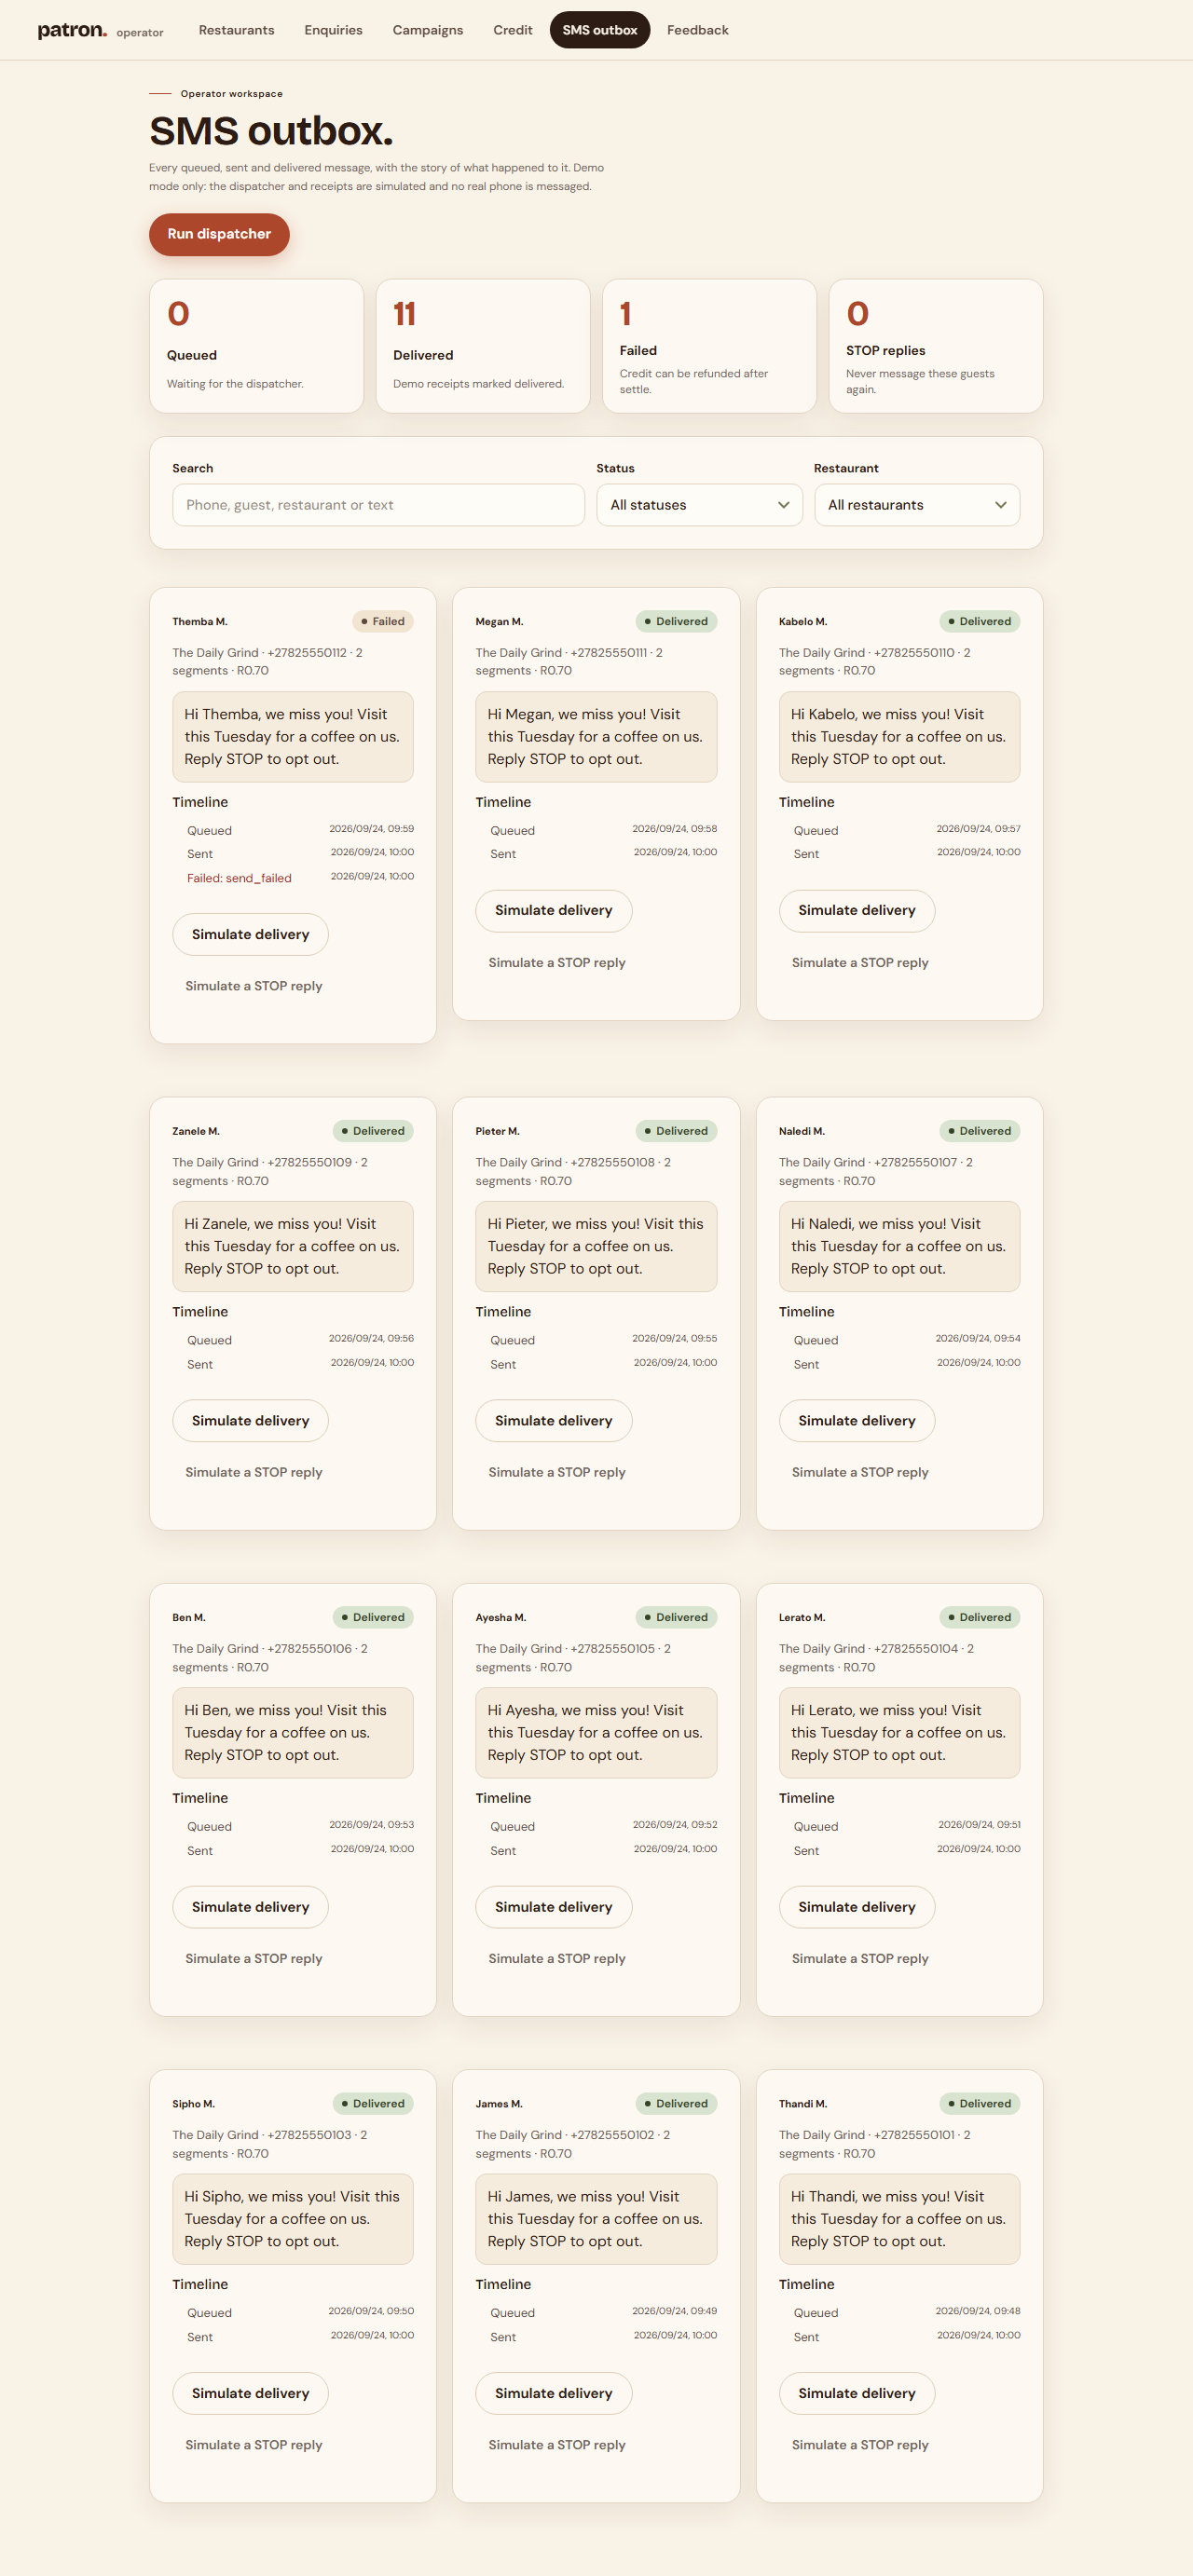 patron. operator Restaurants Enquiries Campaigns Credit SMS outbox Feedback
Operator workspace
SMS outbox.
Every queued, sent and delivered message, with the story of what happened to it. Demo
mode only: the dispatcher and receipts are simulated and no real phone is messaged.
Run dispatcher
0
Queued
Waiting for the dispatcher.
11
Delivered
Demo receipts marked delivered.
1
Failed
Credit can be refunded after
settle.
0
STOP replies
Never message these guests
again.
Search
Phone, guest, restaurant or text
Status
All statuses
Restaurant
All restaurants
Themba M. Failed
The Daily Grind · +27825550112 · 2
segments · R0.70
Hi Themba, we miss you! Visit
this Tuesday for a coffee on us.
Reply STOP to opt out.
Timeline
Queued 2026/09/24, 09:59
Sent 2026/09/24, 10:00
Failed: send_failed 2026/09/24, 10:00
Simulate delivery
Simulate a STOP reply
Megan M. Delivered
The Daily Grind · +27825550111 · 2
segments · R0.70
Hi Megan, we miss you! Visit
this Tuesday for a coffee on us.
Reply STOP to opt out.
Timeline
Queued 2026/09/24, 09:58
Sent 2026/09/24, 10:00
Simulate delivery
Simulate a STOP reply
Kabelo M. Delivered
The Daily Grind · +27825550110 · 2
segments · R0.70
Hi Kabelo, we miss you! Visit
this Tuesday for a coffee on us.
Reply STOP to opt out.
Timeline
Queued 2026/09/24, 09:57
Sent 2026/09/24, 10:00
Simulate delivery
Simulate a STOP reply
Zanele M. Delivered
The Daily Grind · +27825550109 · 2
segments · R0.70
Hi Zanele, we miss you! Visit
this Tuesday for a coffee on us.
Reply STOP to opt out.
Timeline
Queued 2026/09/24, 09:56
Sent 2026/09/24, 10:00
Simulate delivery
Simulate a STOP reply
Pieter M. Delivered
The Daily Grind · +27825550108 · 2
segments · R0.70
Hi Pieter, we miss you! Visit this
Tuesday for a coffee on us.
Reply STOP to opt out.
Timeline
Queued 2026/09/24, 09:55
Sent 2026/09/24, 10:00
Simulate delivery
Simulate a STOP reply
Naledi M. Delivered
The Daily Grind · +27825550107 · 2
segments · R0.70
Hi Naledi, we miss you! Visit
this Tuesday for a coffee on us.
Reply STOP to opt out.
Timeline
Queued 2026/09/24, 09:54
Sent 2026/09/24, 10:00
Simulate delivery
Simulate a STOP reply
Ben M. Delivered
The Daily Grind · +27825550106 · 2
segments · R0.70
Hi Ben, we miss you! Visit this
Tuesday for a coffee on us.
Reply STOP to opt out.
Timeline
Queued 2026/09/24, 09:53
Sent 2026/09/24, 10:00
Simulate delivery
Simulate a STOP reply
Ayesha M. Delivered
The Daily Grind · +27825550105 · 2
segments · R0.70
Hi Ayesha, we miss you! Visit
this Tuesday for a coffee on us.
Reply STOP to opt out.
Timeline
Queued 2026/09/24, 09:52
Sent 2026/09/24, 10:00
Simulate delivery
Simulate a STOP reply
Lerato M. Delivered
The Daily Grind · +27825550104 · 2
segments · R0.70
Hi Lerato, we miss you! Visit
this Tuesday for a coffee on us.
Reply STOP to opt out.
Timeline
Queued 2026/09/24, 09:51
Sent 2026/09/24, 10:00
Simulate delivery
Simulate a STOP reply
Sipho M. Delivered
The Daily Grind · +27825550103 · 2
segments · R0.70
Hi Sipho, we miss you! Visit this
Tuesday for a coffee on us.
Reply STOP to opt out.
Timeline
Queued 2026/09/24, 09:50
Sent 2026/09/24, 10:00
Simulate delivery
Simulate a STOP reply
James M. Delivered
The Daily Grind · +27825550102 · 2
segments · R0.70
Hi James, we miss you! Visit
this Tuesday for a coffee on us.
Reply STOP to opt out.
Timeline
Queued 2026/09/24, 09:49
Sent 2026/09/24, 10:00
Simulate delivery
Simulate a STOP reply
Thandi M. Delivered
The Daily Grind · +27825550101 · 2
segments · R0.70
Hi Thandi, we miss you! Visit
this Tuesday for a coffee on us.
Reply STOP to opt out.
Timeline
Queued 2026/09/24, 09:48
Sent 2026/09/24, 10:00
Simulate delivery
Simulate a STOP reply